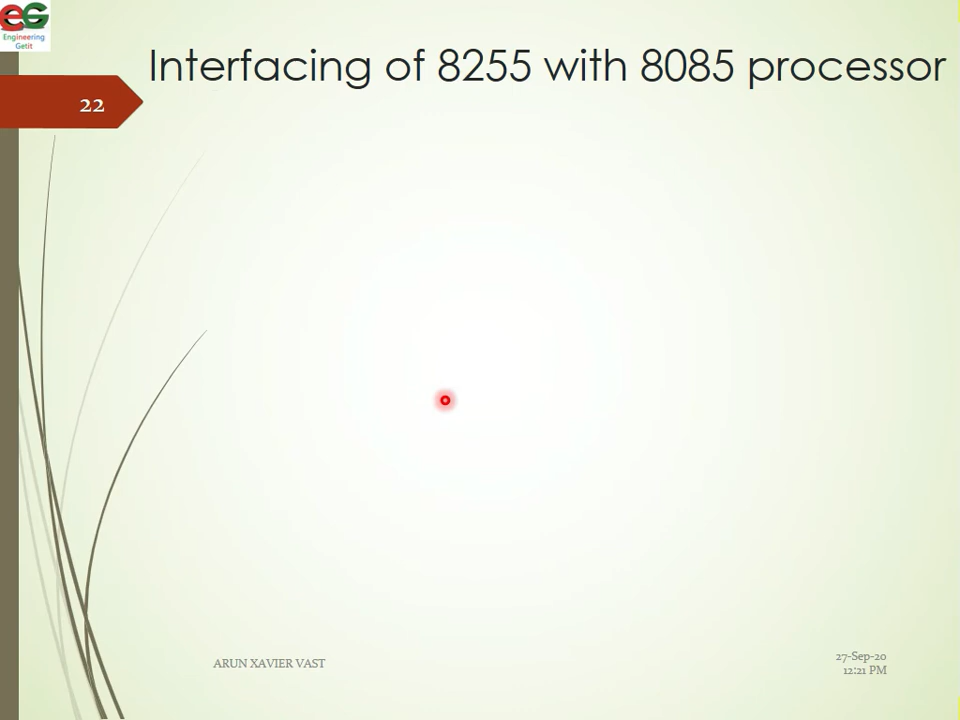 eG
Engineering
Getit
Interfacing of 8255 with 8085 processor
22
ARUN XAVIER VAST
27-Sep-20
12:21 PM